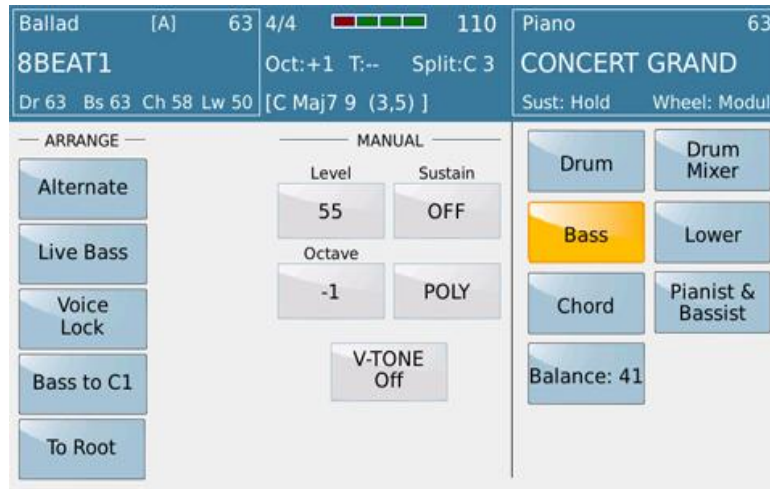 Ballad [A] 63
8BEAT1
Dr 63 Bs 63 Ch 58 Lw 50
4/4 110
Oct:+1 T:-- Split:C 3
[C Maj7 9 (3,5) ]
Piano 63
CONCERT GRAND
Sust: Hold Wheel: Modul
ARRANGE
Alternate
Live Bass
Voice
Lock
Bass to C1
To Root
MANUAL
Level Sustain
55 OFF
Octave
-1 POLY
V-TONE
Off
Drum
Drum
Mixer
Bass
Lower
Chord
Pianist &
Bassist
Balance: 41